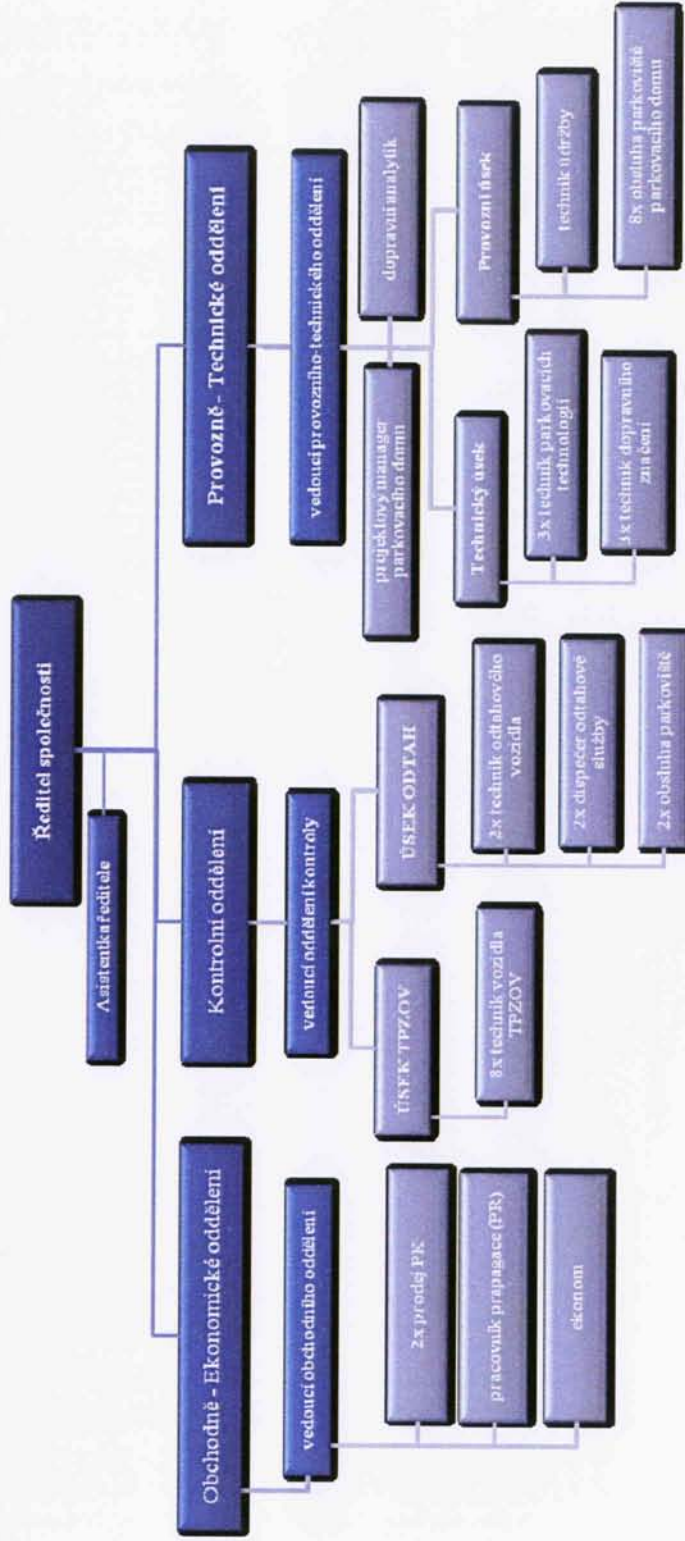 Ředitel společnosti
Asistentka ředitele
Obchodně - Ekonomické oddělení
vedoucí obchodního oddělení
2x prodej PK
pracovník prapagace (PR)
ekonom
Kontrolní oddělení
vedoucí oddělení kontroly
ÚSEK TPZOV
8x technik vozidla
TPZOV
ÚSEK ODTAH
2x technik odtahového
vozidla
2x dispečer odtahové
služby
2x obsluha parkoviště
Provozně - Technické oddělení
vedoucí provozního-technického oddělení
projektový manager
parkovacího domu
dopravní analytik
Technický úsek
3x technik parkovacích
technologií
technik dopravního
značení
Provozní úsek
technik údržby
8x obsluha parkoviště
parkovacího domu